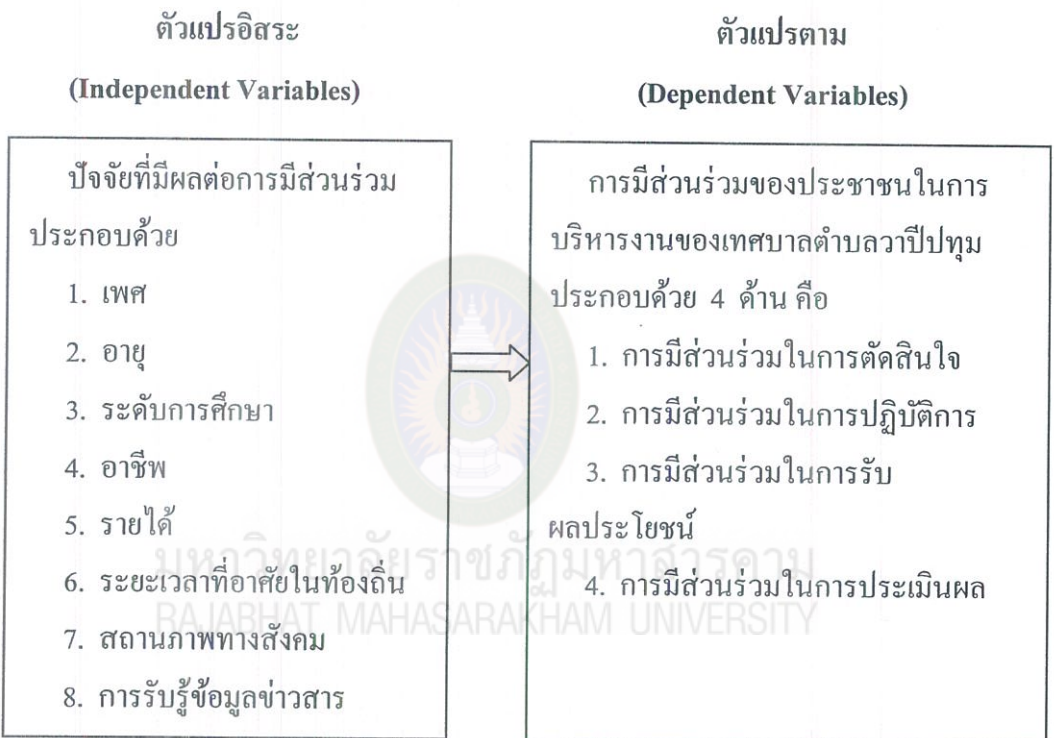 ตัวแปรอิสระ
(Independent Variables)
ปัจจัยที่มีผลต่อการมีส่วนร่วม
ประกอบด้วย
1. เพศ
2. อายุ
3. ระดับการศึกษา
4. อาชีพ
5. รายได้
6. ระยะเวลาที่อาศัยในท้องถิ่น
7. สถานภาพทางสังคม
8. การรับรู้ข้อมูลข่าวสาร
ตัวแปรตาม
(Dependent Variables)
การมีส่วนร่วมของประชาชนในการ
บริหารงานของเทศบาลตำบลวาปีปทุม
ประกอบด้วย 4 ด้าน คือ
1. การมีส่วนร่วมในการตัดสินใจ
2. การมีส่วนร่วมในการปฏิบัติการ
3. การมีส่วนร่วมในการรับ
ผลประโยชน์
4. การมีส่วนร่วมในการประเมินผล
มหาวิทยาลัยราชภัฏมหาสารคาม
RAJABHAT MAHASARAKHAM UNIVERSITY